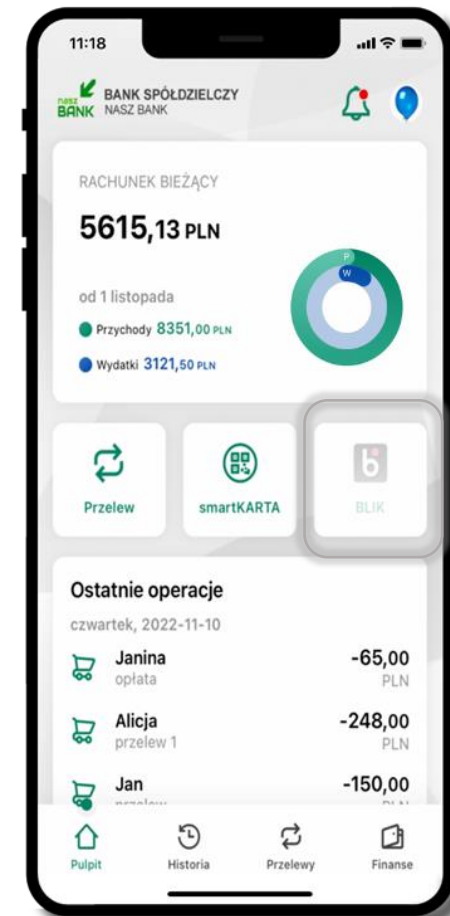 11:18
nasz BANK
BANK SPÓŁDZIELCZY
NASZ BANK
RACHUNEK BIEŻĄCY
5615,13 PLN
od 1 listopada
Przychody 8351,00 PLN
Wydatki 3121,50 PLN
P
W
Przelew
smartKARTA
b
BLIK
Ostatnie operacje
czwartek, 2022-11-10
Janina
-65,00
opłata
PLN
Alicja
-248,00
przelew 1
PLN
Jan
-150,00
Pulpit
Historia
Przelewy
Finanse